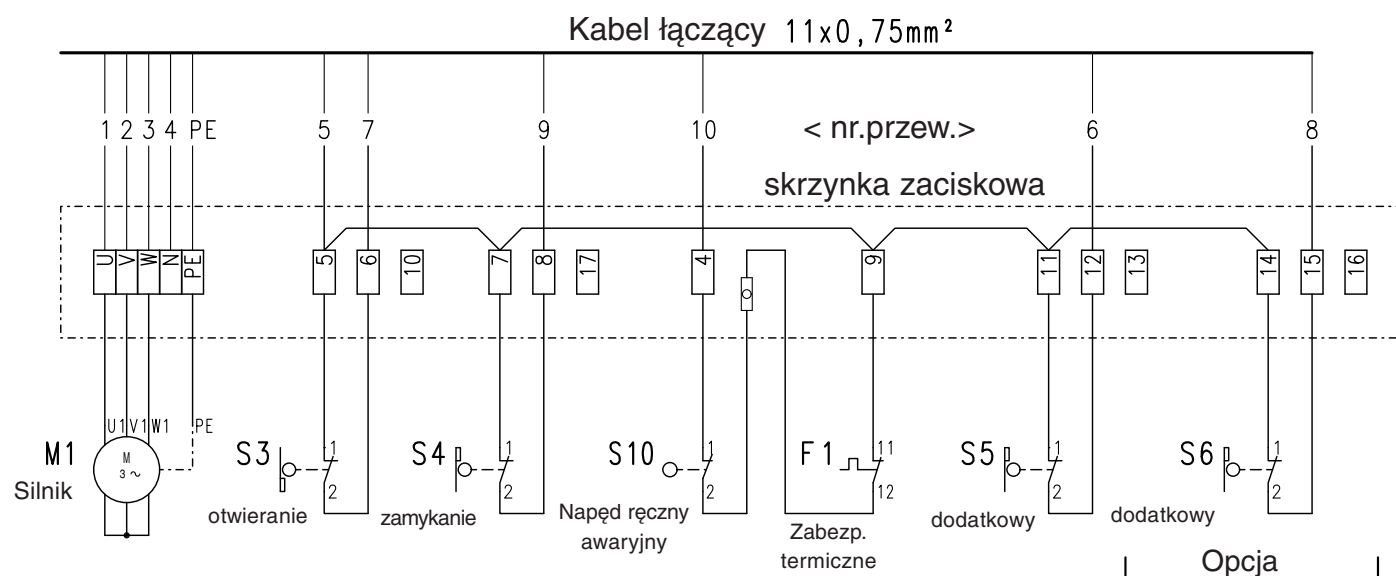 Kabel łączący 11x0,75mm²
1 2 3 4 PE 5 7 9 10 < nr.przew.> 6 8
skrzynka zaciskowa
U V W N PE 5 6 10 7 8 17 4 9 11 12 13 14 15 16
U1 V1 W1 PE
M1 M 3~ S3 1 S4 1 S10 1 F1 11 S5 1 S6 1
Silnik 2 2 2 12 2 2
otwieranie zamykanie Napęd ręczny awaryjny Zabezp. termiczne dodatkowy dodatkowy
Opcja